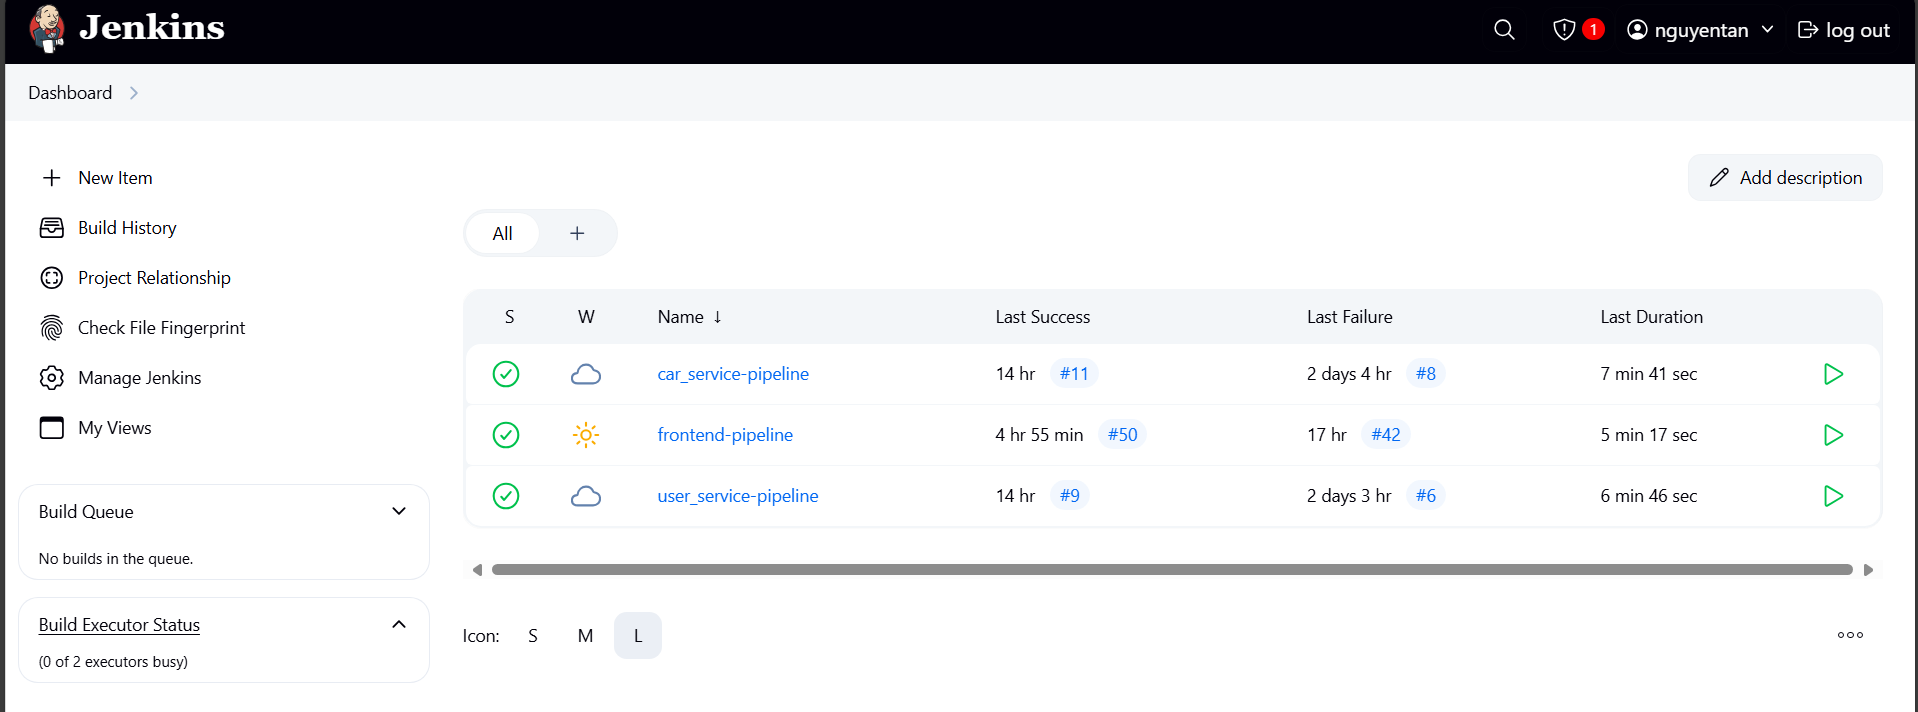 Jenkins
1
nguyentan
log out
Dashboard
New Item
Build History
Project Relationship
Check File Fingerprint
Manage Jenkins
My Views
Build Queue
No builds in the queue.
Build Executor Status
(0 of 2 executors busy)
Add description
All +
S W Name ↓ Last Success Last Failure Last Duration
car_service-pipeline 14 hr #11 2 days 4 hr #8 7 min 41 sec
frontend-pipeline 4 hr 55 min #50 17 hr #42 5 min 17 sec
user_service-pipeline 14 hr #9 2 days 3 hr #6 6 min 46 sec
Icon: S M L